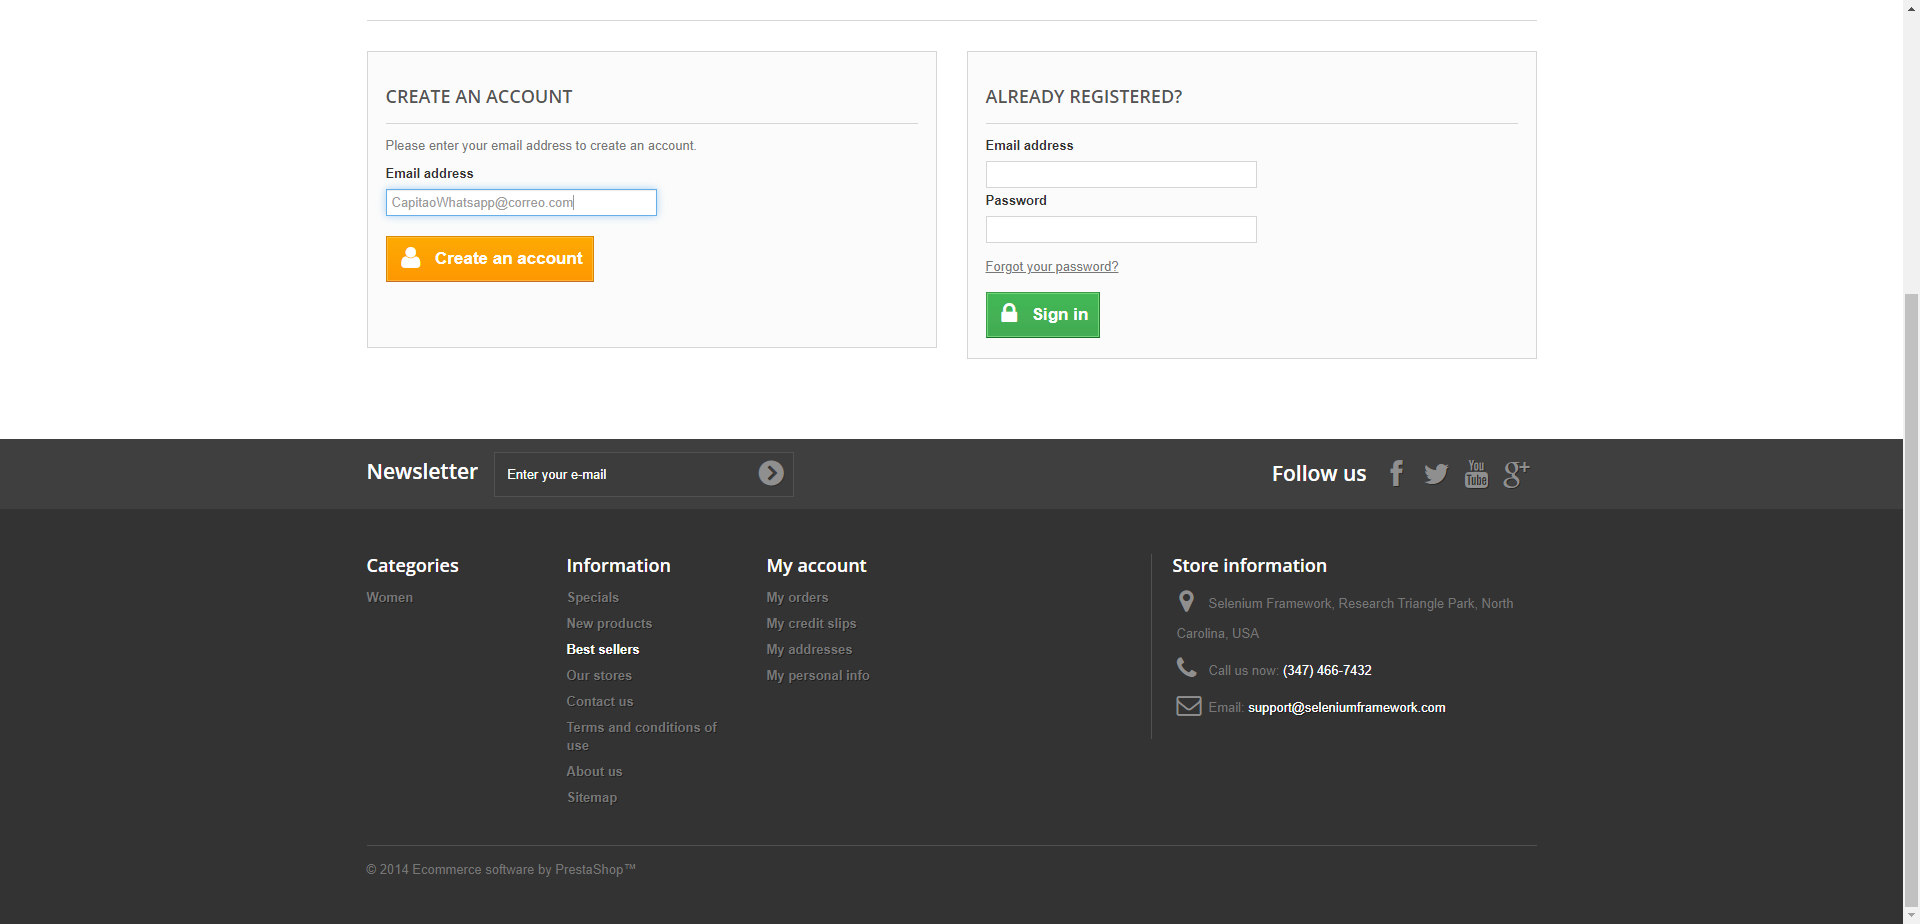 CREATE AN ACCOUNT
Please enter your email address to create an account.
Email address
CapitaoWhatsapp@correo.com
Create an account
ALREADY REGISTERED?
Email address
Password
Forgot your password?
Sign in
Newsletter
Enter your e-mail
Follow us
You
Tube
g+
Categories
Women
Information
Specials
New products
Best sellers
Our stores
Contact us
Terms and conditions of
use
About us
Sitemap
My account
My orders
My credit slips
My addresses
My personal info
Store information
Selenium Framework, Research Triangle Park, North
Carolina, USA
Call us now: (347) 466-7432
Email: support@seleniumframework.com
© 2014 Ecommerce software by PrestaShop™